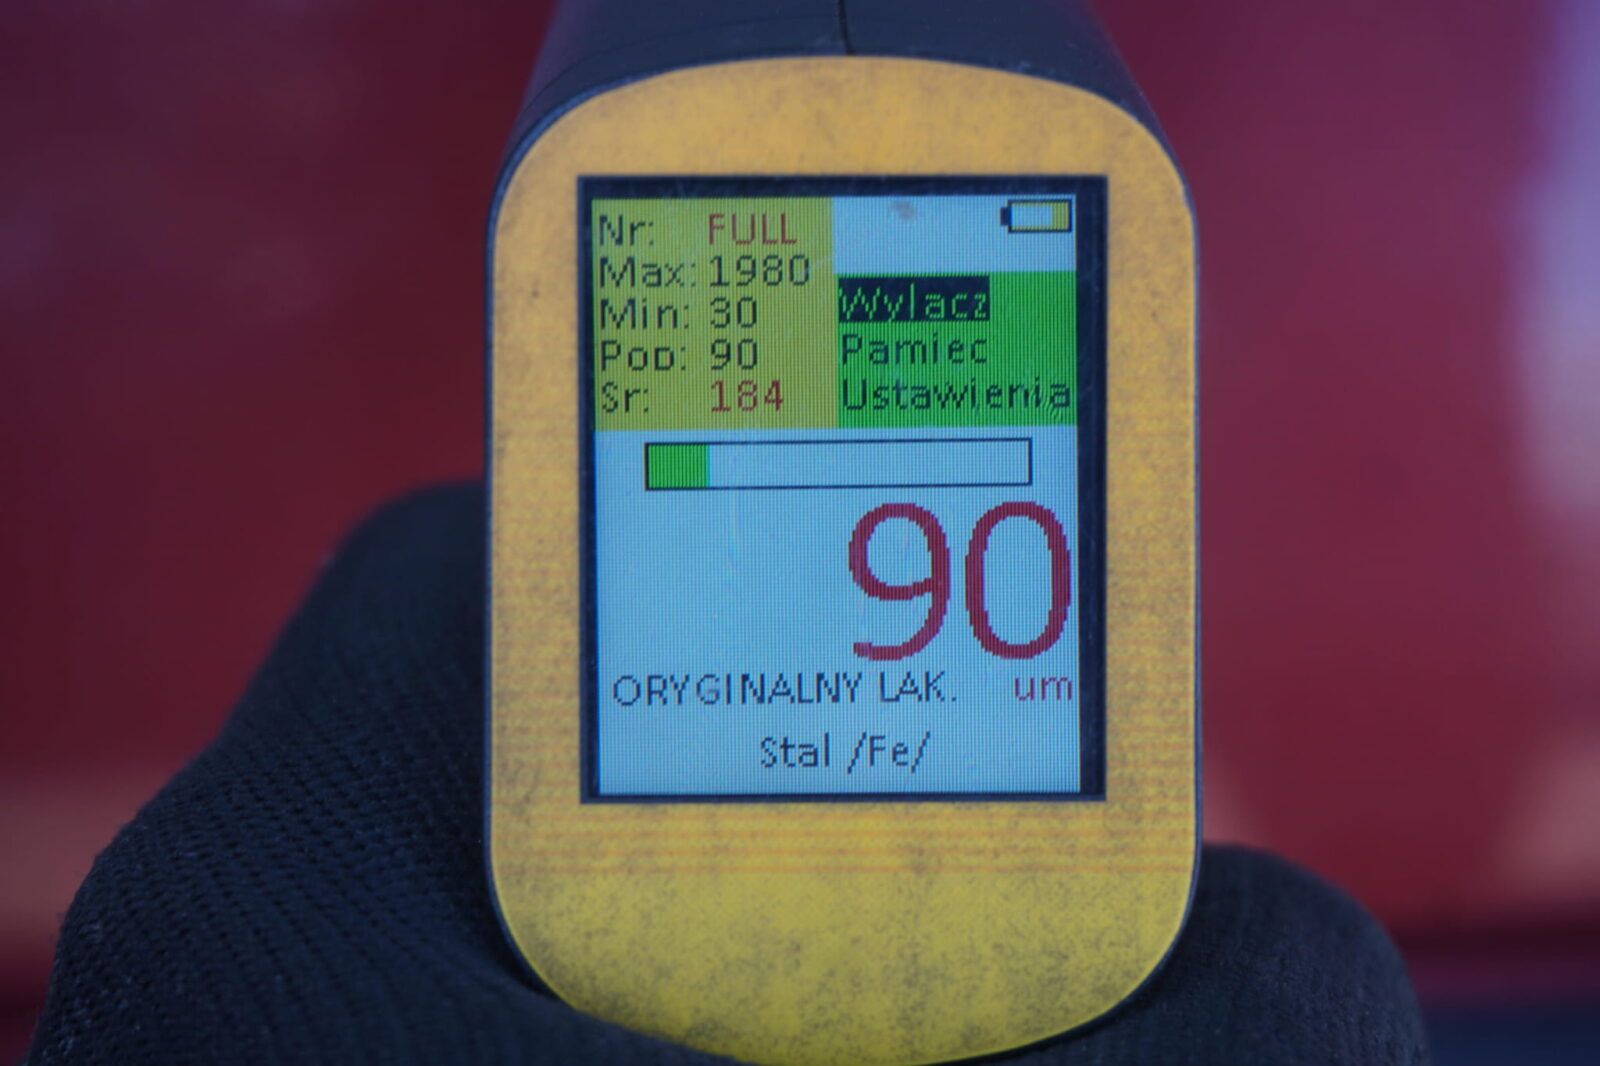 Nr: FULL
Max: 1980
Min: 30
Pop: 90
Sr: 184
Wylacz
Pamiec
Ustawienia
90
ORYGINALNY LAK. um
Stal /Fe/